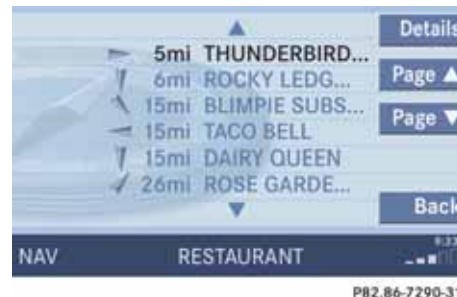 Details
5mi THUNDERBIRD...
6mi ROCKY LEDG...
Page ▲
15mi BLIMPIE SUBS...
Page ▼
15mi TACO BELL
15mi DAIRY QUEEN
26mi ROSE GARDE...
Back
NAV RESTAURANT
P82.86-7290-31